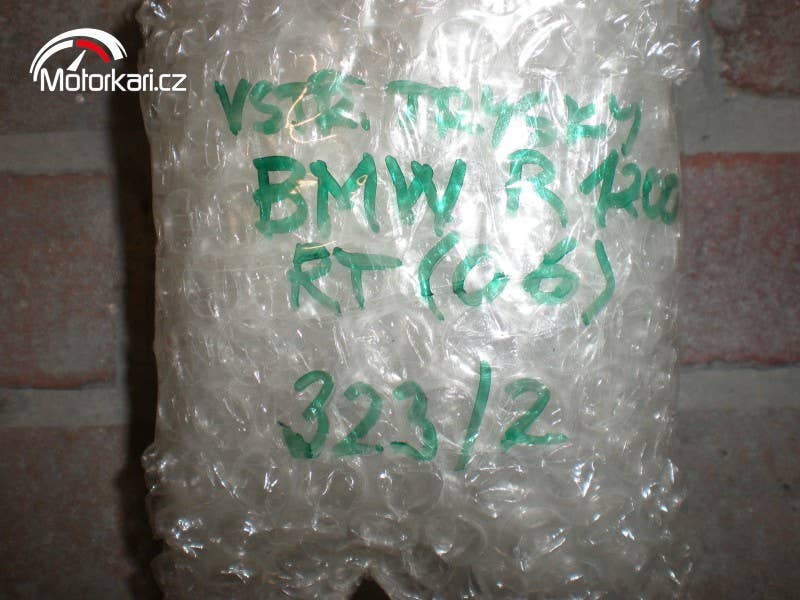 Motorkari.cz
VSTŘ. TRYSKY
BMW R 1200
RT (06)
323/2